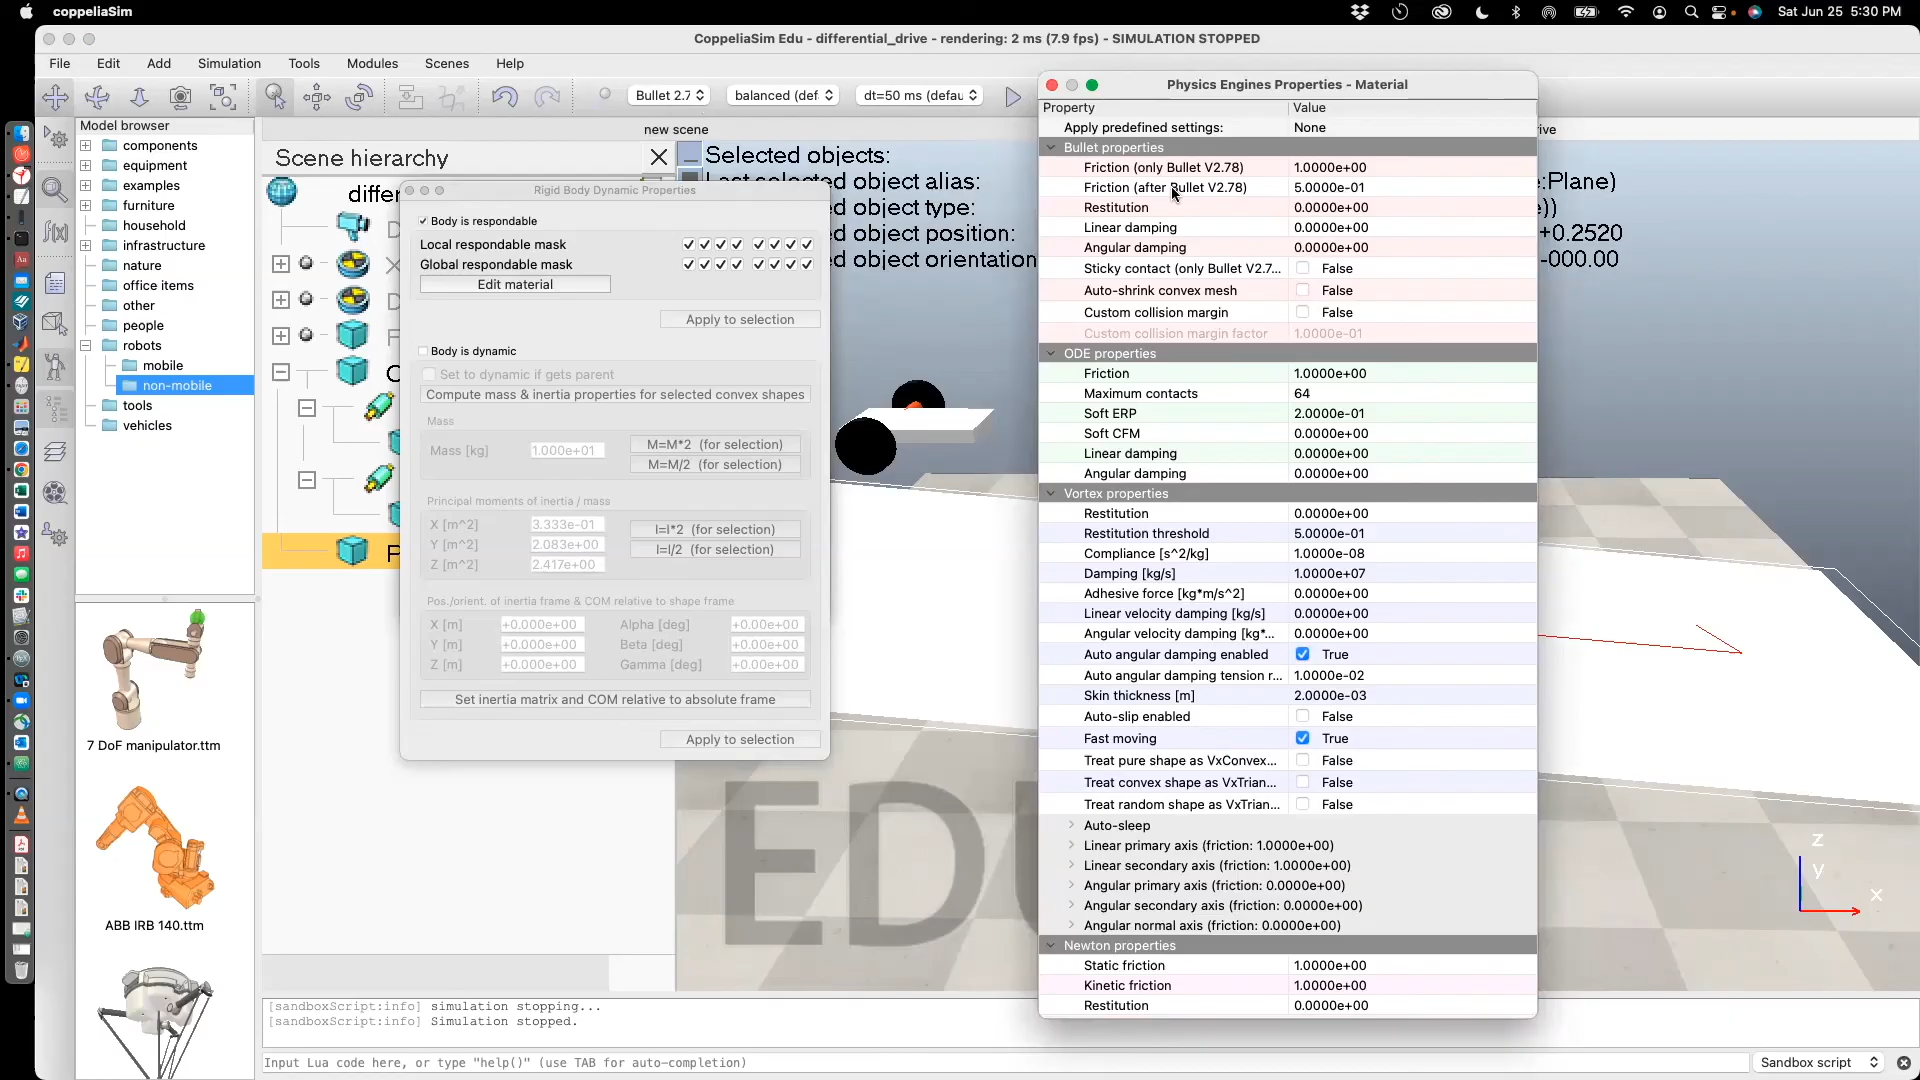 coppeliaSim
Sat Jun 25 5:30 PM
CoppeliaSim Edu - differential_drive - rendering: 2 ms (7.9 fps) - SIMULATION STOPPED
File Edit Add Simulation Tools Modules Scenes Help
Bullet 2.7 balanced (def dt=50 ms (defau
Model browser
components
equipment
examples
furniture
household
infrastructure
nature
office items
other
people
robots
mobile
non-mobile
tools
vehicles
7 DoF manipulator.ttm
ABB IRB 140.ttm
new scene
ive
Scene hierarchy
differ
Selected objects:
Last selected object alias:
e:Plane)
d object type:
e))
d object position:
+0.2520
d object orientation
-000.00
Rigid Body Dynamic Properties
Body is respondable
Local respondable mask
Global respondable mask
Edit material
Apply to selection
Body is dynamic
Set to dynamic if gets parent
Compute mass & inertia properties for selected convex shapes
Mass
Mass [kg] 1.000e+01 M=M*2 (for selection)
M=M/2 (for selection)
Principal moments of inertia / mass
X [m^2] 3.333e-01 I=I*2 (for selection)
Y [m^2] 2.083e+00 I=I/2 (for selection)
Z [m^2] 2.417e+00
Pos./orient. of inertia frame & COM relative to shape frame
X [m] +0.000e+00 Alpha [deg] +0.00e+00
Y [m] +0.000e+00 Beta [deg] +0.00e+00
Z [m] +0.000e+00 Gamma [deg] +0.00e+00
Set inertia matrix and COM relative to absolute frame
Apply to selection
Physics Engines Properties - Material
Property Value
Apply predefined settings: None
Bullet properties
Friction (only Bullet V2.78) 1.0000e+00
Friction (after Bullet V2.78) 5.0000e-01
Restitution 0.0000e+00
Linear damping 0.0000e+00
Angular damping 0.0000e+00
Sticky contact (only Bullet V2.7... False
Auto-shrink convex mesh False
Custom collision margin False
Custom collision margin factor 1.0000e-01
ODE properties
Friction 1.0000e+00
Maximum contacts 64
Soft ERP 2.0000e-01
Soft CFM 0.0000e+00
Linear damping 0.0000e+00
Angular damping 0.0000e+00
Vortex properties
Restitution 0.0000e+00
Restitution threshold 5.0000e-01
Compliance [s^2/kg] 1.0000e-08
Damping [kg/s] 1.0000e+07
Adhesive force [kg*m/s^2] 0.0000e+00
Linear velocity damping [kg/s] 0.0000e+00
Angular velocity damping [kg*... 0.0000e+00
Auto angular damping enabled True
Auto angular damping tension r... 1.0000e-02
Skin thickness [m] 2.0000e-03
Auto-slip enabled False
Fast moving True
Treat pure shape as VxConvex... False
Treat convex shape as VxTrian... False
Treat random shape as VxTrian... False
Auto-sleep
Linear primary axis (friction: 1.0000e+00)
Linear secondary axis (friction: 1.0000e+00)
Angular primary axis (friction: 0.0000e+00)
Angular secondary axis (friction: 0.0000e+00)
Angular normal axis (friction: 0.0000e+00)
Newton properties
Static friction 1.0000e+00
Kinetic friction 1.0000e+00
Restitution 0.0000e+00
EDU
z
y
x
[sandboxScript:info] simulation stopping...
[sandboxScript:info] Simulation stopped.
Input Lua code here, or type "help()" (use TAB for auto-completion)
Sandbox script